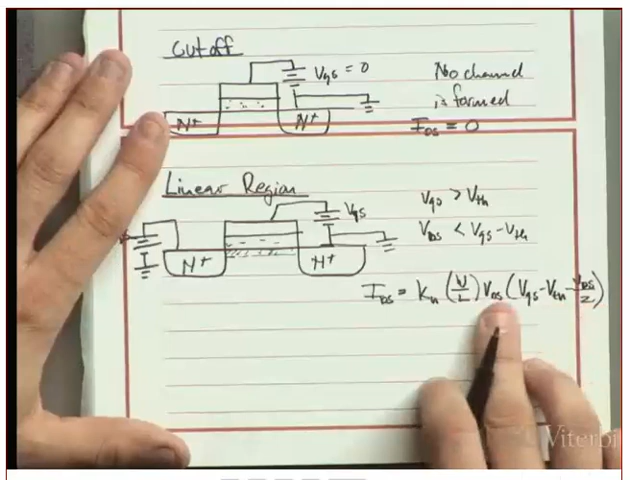 Cutoff
Vgs = 0
No channel
is formed
N+ N+
IDS = 0
Linear Region
Vgs
Vgs > Vth
VDS < Vgs - Vth
N+ N+
IDS = Kn (W/L) VDS (Vgs - Vth - VDS/2)
Viterbi